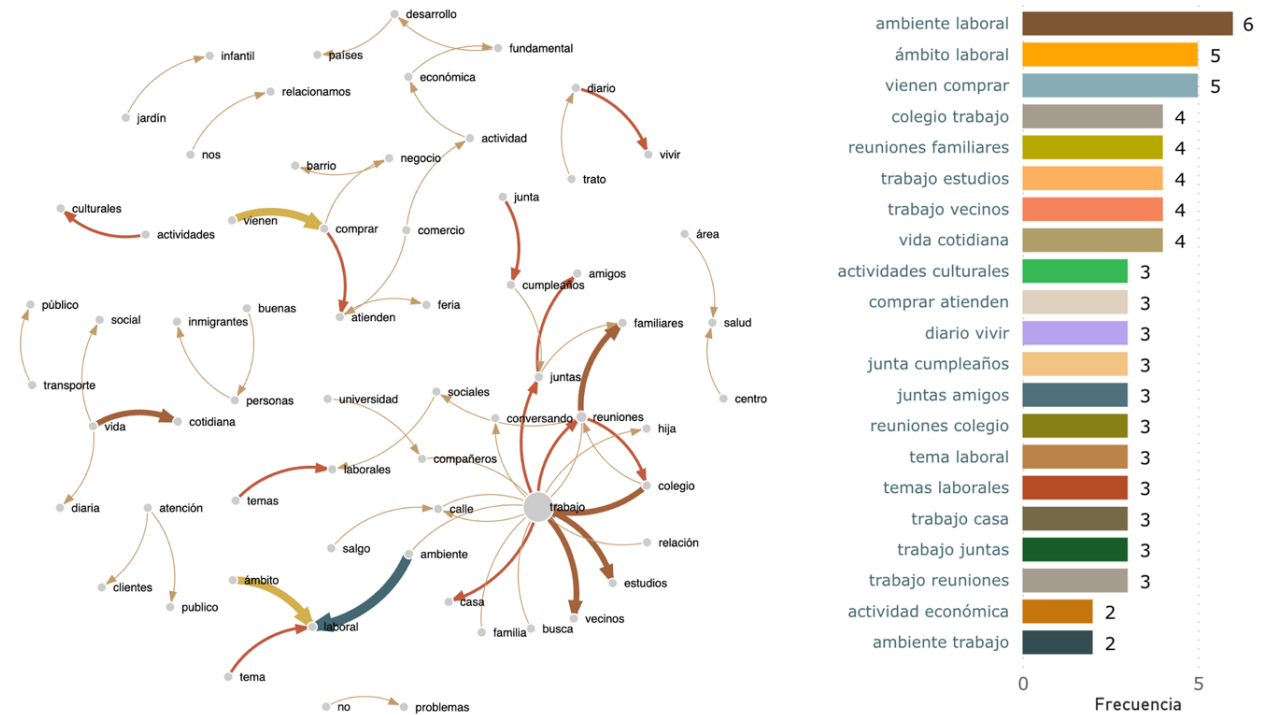 desarrollo
fundamental
infantil
países
económica
relacionamos
diario
jardín
actividad
nos
barrio
negocio
vivir
trato
junta
culturales
vienen
comprar
comercio
actividades
área
amigos
cumpleaños
público
social
inmigrantes
buenas
atienden
feria
familiares
salud
transporte
juntas
personas
universidad
sociales
centro
vida
cotidiana
conversando
reuniones
hija
compañeros
laborales
temas
colegio
diaria
atención
calle
trabajo
salgo
ambiente
relación
clientes
ámbito
estudios
publico
casa
laboral
familia
busca
vecinos
tema
no
problemas
ambiente laboral 6
ámbito laboral 5
vienen comprar 5
colegio trabajo 4
reuniones familiares 4
trabajo estudios 4
trabajo vecinos 4
vida cotidiana 4
actividades culturales 3
comprar atienden 3
diario vivir 3
junta cumpleaños 3
juntas amigos 3
reuniones colegio 3
tema laboral 3
temas laborales 3
trabajo casa 3
trabajo juntas 3
trabajo reuniones 3
actividad económica 2
ambiente trabajo 2
0 5
Frecuencia